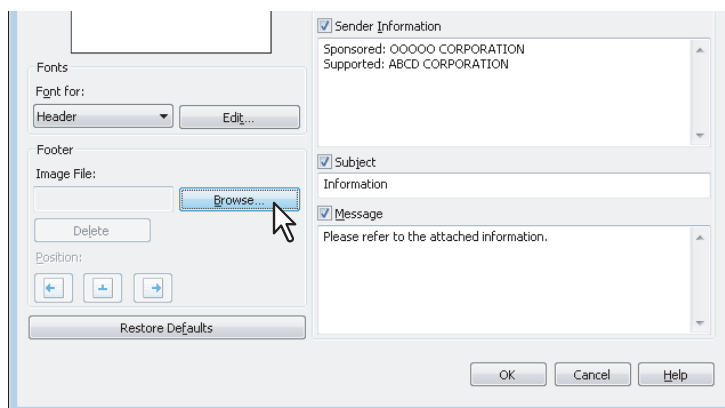 Fonts
Font for:
Header
Edit...
Footer
Image File:
Browse...
Delete
Position:
Restore Defaults
Sender Information
Sponsored: OOOOO CORPORATION
Supported: ABCD CORPORATION
Subject
Information
Message
Please refer to the attached information.
OK
Cancel
Help